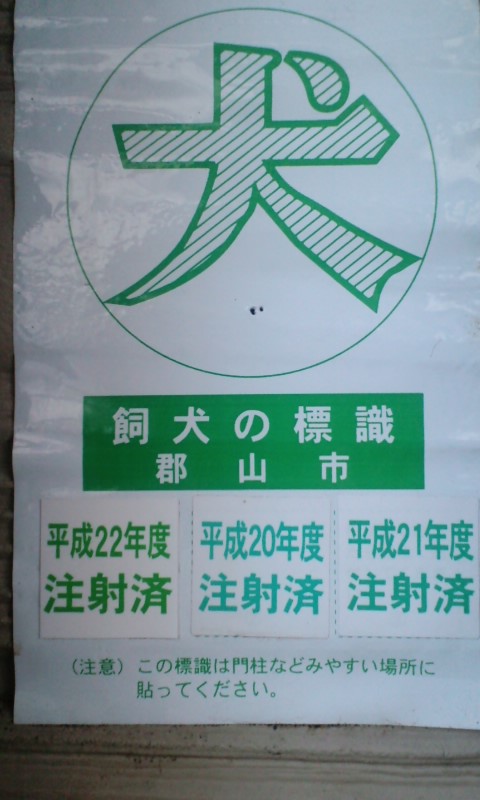 犬
飼犬の標識
郡山市
平成22年度
注射済
平成20年度
注射済
平成21年度
注射済
(注意) この標識は門柱などみやすい場所に
貼ってください。